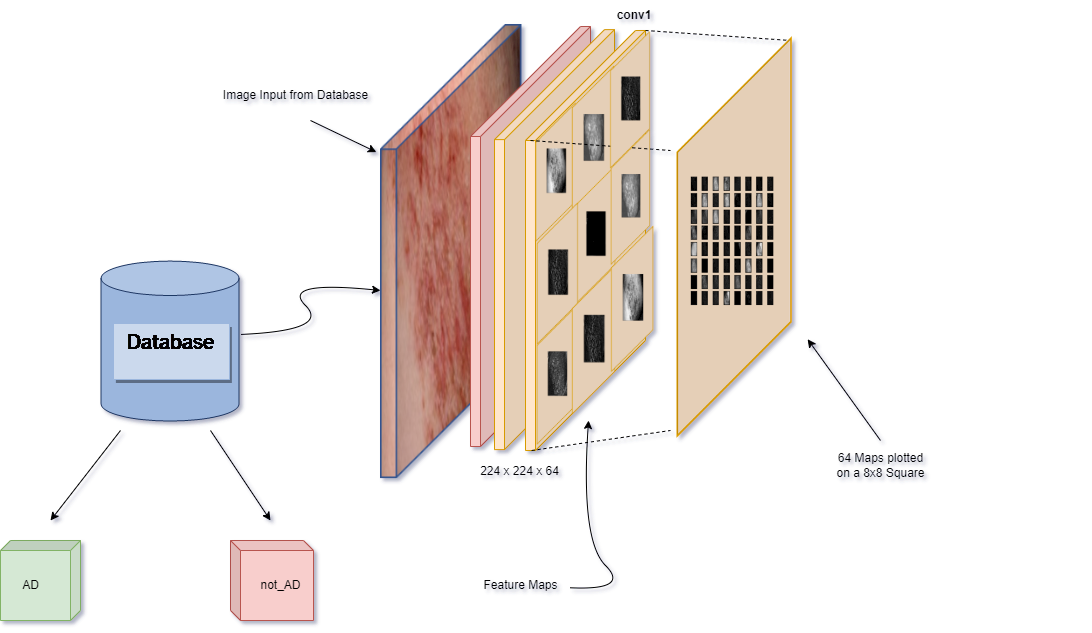 conv1
Image Input from Database
Database
224 x 224 x 64
64 Maps plotted
on a 8x8 Square
Feature Maps
AD
not_AD